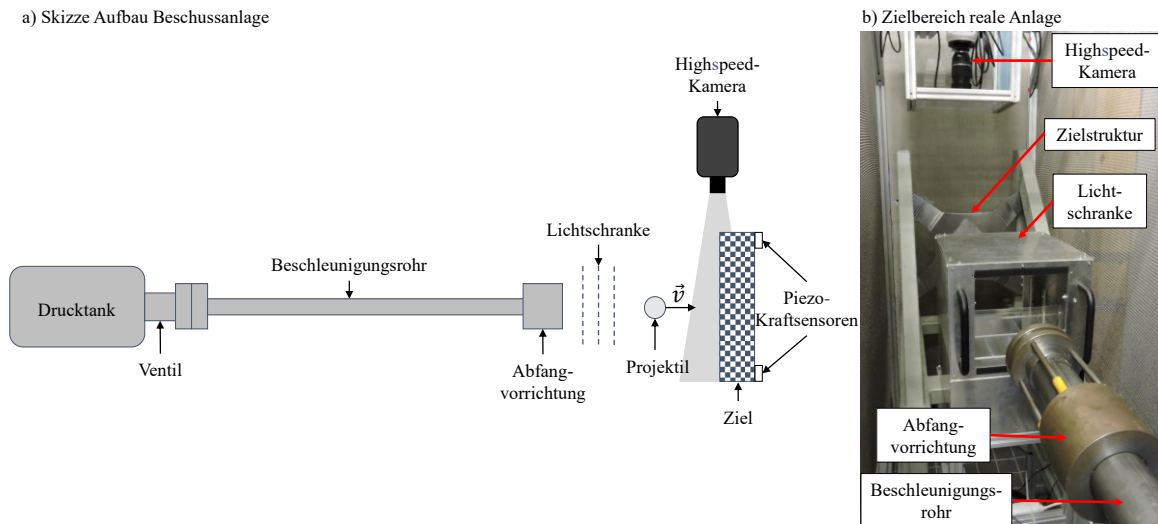 a) Skizze Aufbau Beschussanlage
Highspeed-
Kamera
Lichtschranke
Beschleunigungsrohr
Drucktank
v
Piezo-
Kraftsensoren
Ventil
Abfang-
vorrichtung
Projektil
Ziel
b) Zielbereich reale Anlage
Highspeed-
Kamera
Zielstruktur
Licht-
schranke
Abfang-
vorrichtung
Beschleunigungs-
rohr